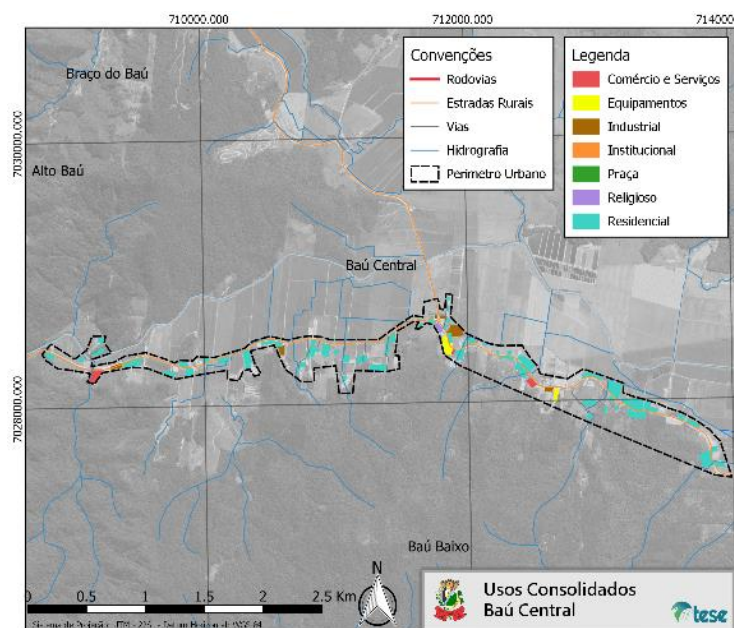 710000.000
712000.000
714000.000
7030000.000
7028000.000
Braço do Baú
Alto Baú
Baú Central
Baú Baixo
Convenções
Rodovias
Estradas Rurais
Vias
Hidrografia
Perímetro Urbano
Legenda
Comércio e Serviços
Equipamentos
Industrial
Institucional
Praça
Religioso
Residencial
0
0.5
1
1.5
2
2.5 Km
N
Usos Consolidados
Baú Central
tese